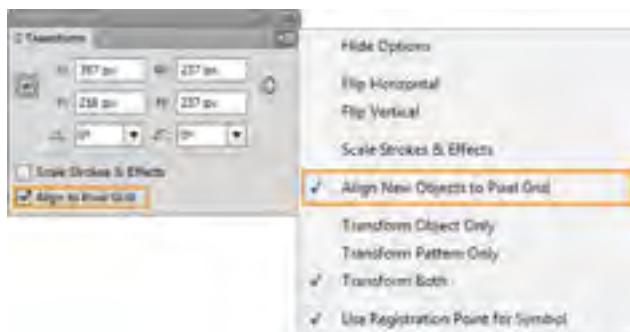 Transform
X: 397 px W: 237 px
Y: 218 px H: 237 px
0° 0°
Scale Strokes & Effects
Align to Pixel Grid
Hide Options
Flip Horizontal
Flip Vertical
Scale Strokes & Effects
Align New Objects to Pixel Grid
Transform Object Only
Transform Pattern Only
Transform Both
Use Registration Point for Symbol